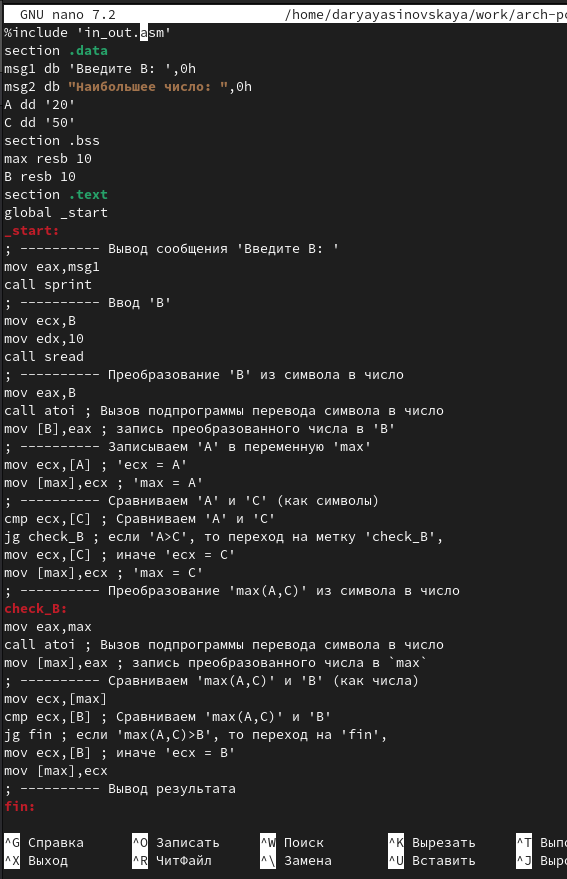 GNU nano 7.2 /home/daryayasinovskaya/work/arch-pc
%include 'in_out.asm'
section .data
msg1 db 'Введите B: ',0h
msg2 db "Наибольшее число: ",0h
A dd '20'
C dd '50'
section .bss
max resb 10
B resb 10
section .text
global _start
_start:
; ---------- Вывод сообщения 'Введите B: '
mov eax,msg1
call sprint
; ---------- Ввод 'B'
mov ecx,B
mov edx,10
call sread
; ---------- Преобразование 'B' из символа в число
mov eax,B
call atoi ; Вызов подпрограммы перевода символа в число
mov [B],eax ; запись преобразованного числа в 'B'
; ---------- Записываем 'A' в переменную 'max'
mov ecx,[A] ; 'ecx = A'
mov [max],ecx ; 'max = A'
; ---------- Сравниваем 'A' и 'С' (как символы)
cmp ecx,[C] ; Сравниваем 'A' и 'С'
jg check_B ; если 'A>C', то переход на метку 'check_B',
mov ecx,[C] ; иначе 'ecx = C'
mov [max],ecx ; 'max = C'
; ---------- Преобразование 'max(A,C)' из символа в число
check_B:
mov eax,max
call atoi ; Вызов подпрограммы перевода символа в число
mov [max],eax ; запись преобразованного числа в `max`
; ---------- Сравниваем 'max(A,C)' и 'B' (как числа)
mov ecx,[max]
cmp ecx,[B] ; Сравниваем 'max(A,C)' и 'B'
jg fin ; если 'max(A,C)>B', то переход на 'fin',
mov ecx,[B] ; иначе 'ecx = B'
mov [max],ecx
; ---------- Вывод результата
fin:
^G Справка ^O Записать ^W Поиск ^K Вырезать ^T
^X Выход ^R ЧитФайл ^\ Замена ^U Вставить ^J